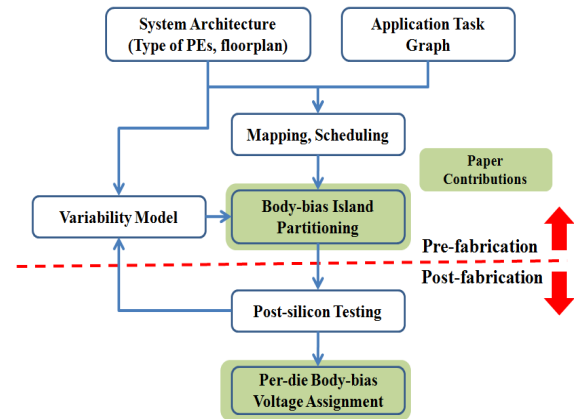 System Architecture
(Type of PEs, floorplan)
Application Task
Graph
Mapping, Scheduling
Paper
Contributions
Variability Model
Body-bias Island
Partitioning
Pre-fabrication
Post-fabrication
Post-silicon Testing
Per-die Body-bias
Voltage Assignment